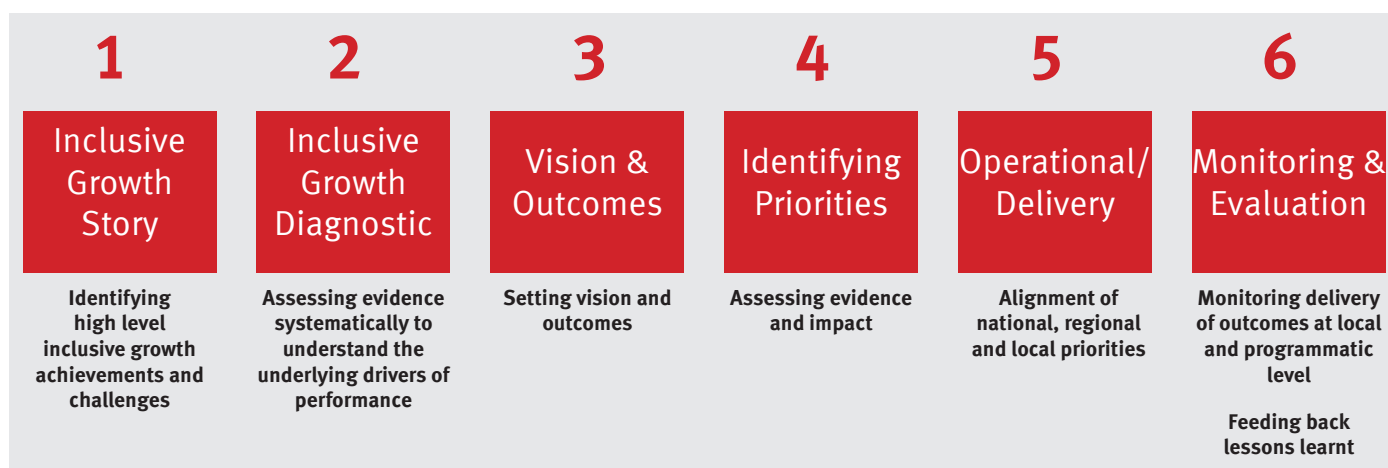 1
Inclusive
Growth
Story
Identifying
high level
inclusive growth
achievements and
challenges
2
Inclusive
Growth
Diagnostic
Assessing evidence
systematically to
understand the
underlying drivers of
performance
3
Vision &
Outcomes
Setting vision and
outcomes
4
Identifying
Priorities
Assessing evidence
and impact
5
Operational/
Delivery
Alignment of
national, regional
and local priorities
6
Monitoring &
Evaluation
Monitoring delivery
of outcomes at local
and programmatic
level
Feeding back
lessons learnt